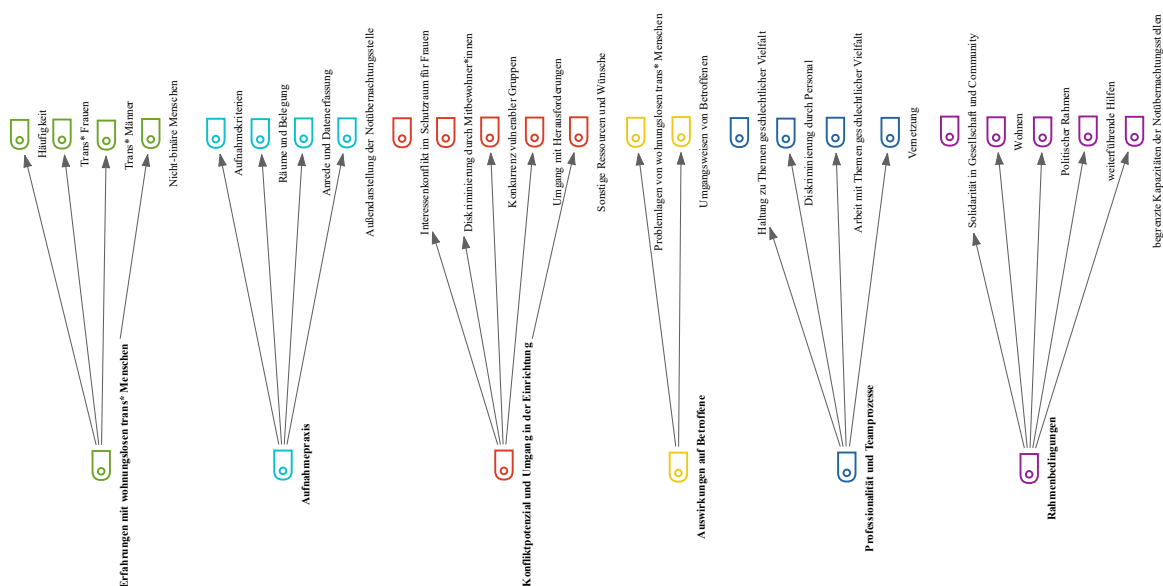 Erfahrungen mit wohnungslosen trans* Menschen
Häufigkeit
Trans* Frauen
Trans* Männer
Nicht-binäre Menschen
Aufnahmepraxis
Aufnahmekriterien
Räume und Belegung
Anrede und Datenerfassung
Außendarstellung der Notübernachtungsstelle
Konfliktpotenzial und Umgang in der Einrichtung
Interessenkonflikt im Schutzraum für Frauen
Diskriminierung durch Mitbewohner*innen
Konkurrenz vulnerabler Gruppen
Umgang mit Herausforderungen
Sonstige Ressourcen und Wünsche
Auswirkungen auf Betroffene
Problemlagen von wohnungslosen trans* Menschen
Umgangsweisen von Betroffenen
Professionalität und Teamprozesse
Haltung zu Themen geschlechtlicher Vielfalt
Diskriminierung durch Personal
Arbeit mit Themen geschlechtlicher Vielfalt
Vernetzung
Rahmenbedingungen
Solidarität in Gesellschaft und Community
Wohnen
Politischer Rahmen
weiterführende Hilfen
begrenzte Kapazitäten der Notübernachtungsstellen